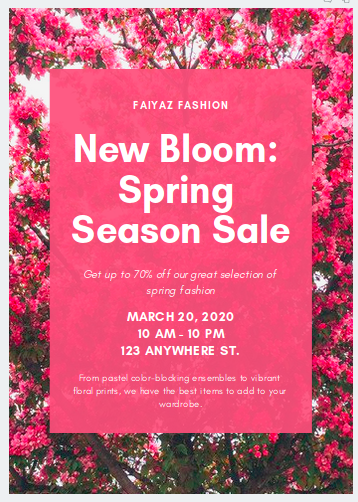 FAIYAZ FASHION
New Bloom:
Spring
Season Sale
Get up to 70% off our great selection of
spring fashion
MARCH 20, 2020
10 AM - 10 PM
123 ANYWHERE ST.
From pastel color-blocking ensembles to vibrant
floral prints, we have the best items to add to your
wardrobe.